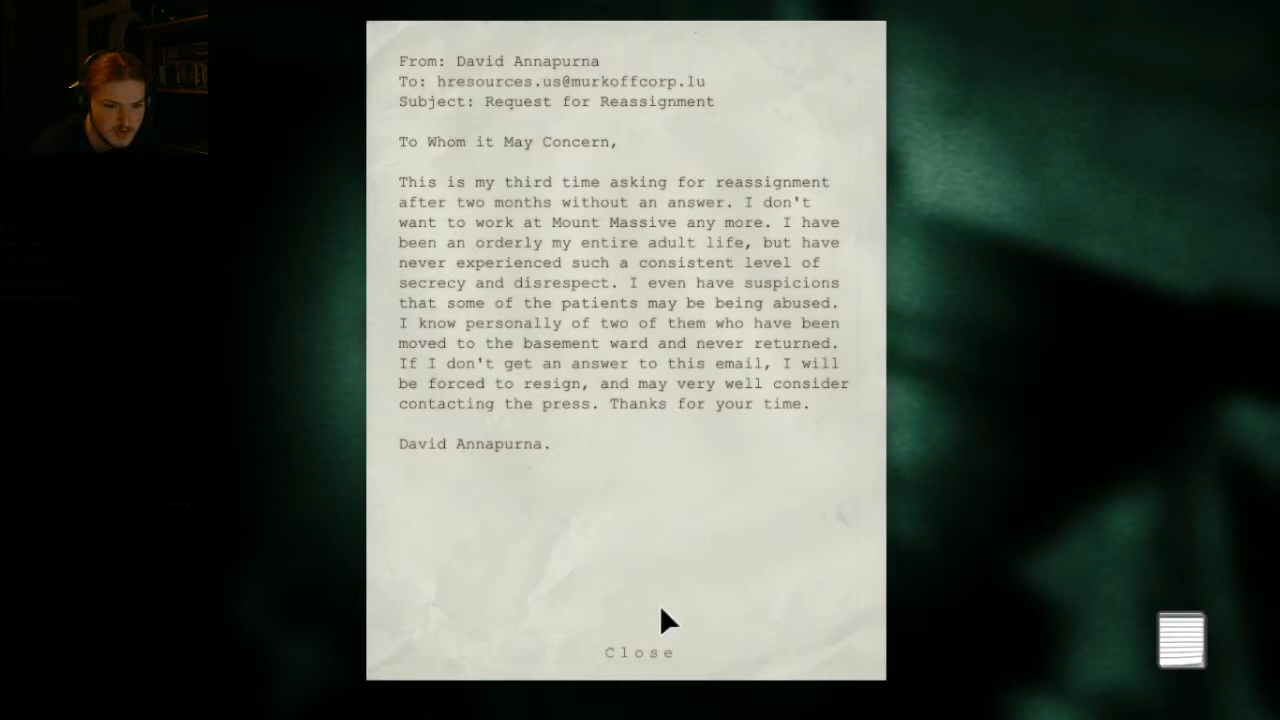 From: David Annapurna
To: hresources.us@murkoffcorp.lu
Subject: Request for Reassignment
To Whom it May Concern,
This is my third time asking for reassignment
after two months without an answer. I don't
want to work at Mount Massive any more. I have
been an orderly my entire adult life, but have
never experienced such a consistent level of
secrecy and disrespect. I even have suspicions
that some of the patients may be being abused.
I know personally of two of them who have been
moved to the basement ward and never returned.
If I don't get an answer to this email, I will
be forced to resign, and may very well consider
contacting the press. Thanks for your time.
David Annapurna.
Close